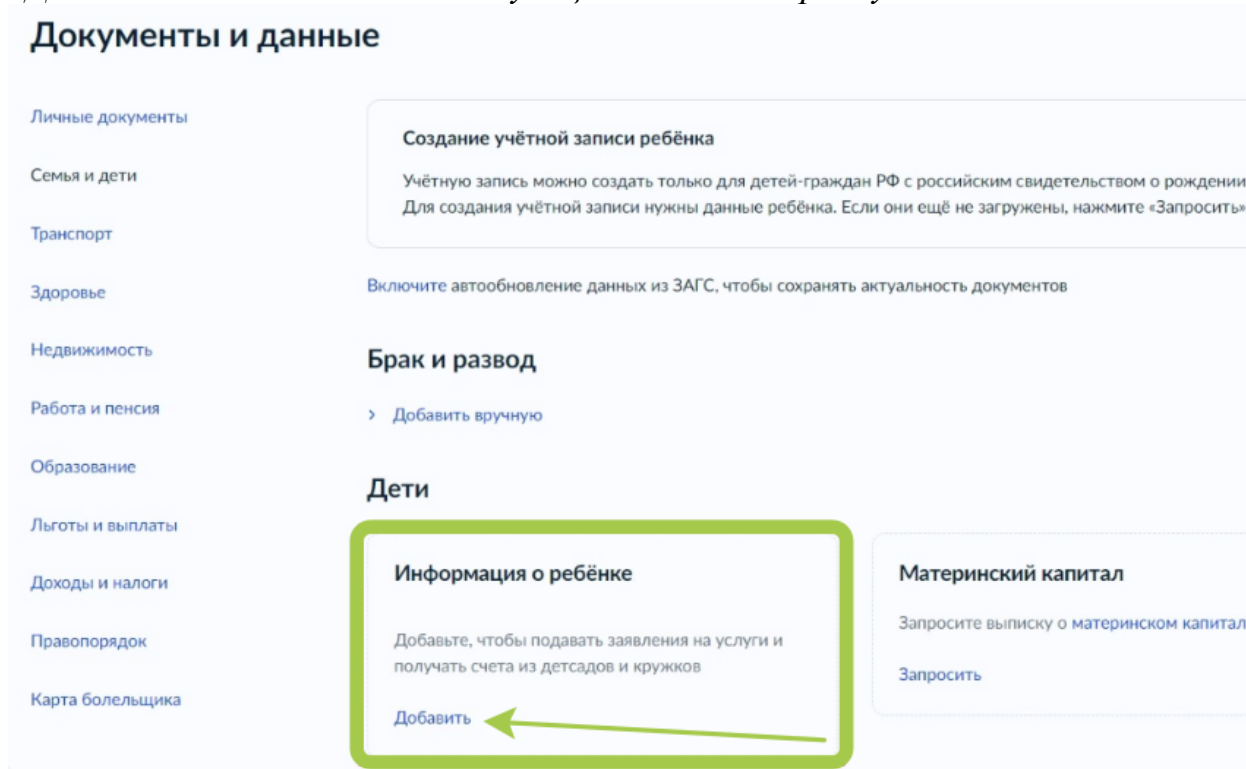 Документы и данные
Личные документы
Семья и дети
Транспорт
Здоровье
Недвижимость
Работа и пенсия
Образование
Льготы и выплаты
Доходы и налоги
Правопорядок
Карта болельщика
Создание учётной записи ребёнка
Учётную запись можно создать только для детей-граждан РФ с российским свидетельством о рождении
Для создания учётной записи нужны данные ребёнка. Если они ещё не загружены, нажмите «Запросить»
Включите автообновление данных из ЗАГС, чтобы сохранять актуальность документов
Брак и развод
> Добавить вручную
Дети
Информация о ребёнке
Добавьте, чтобы подавать заявления на услуги и
получать счета из детсадов и кружков
Добавить
Материнский капитал
Запросите выписку о материнском капитал
Запросить